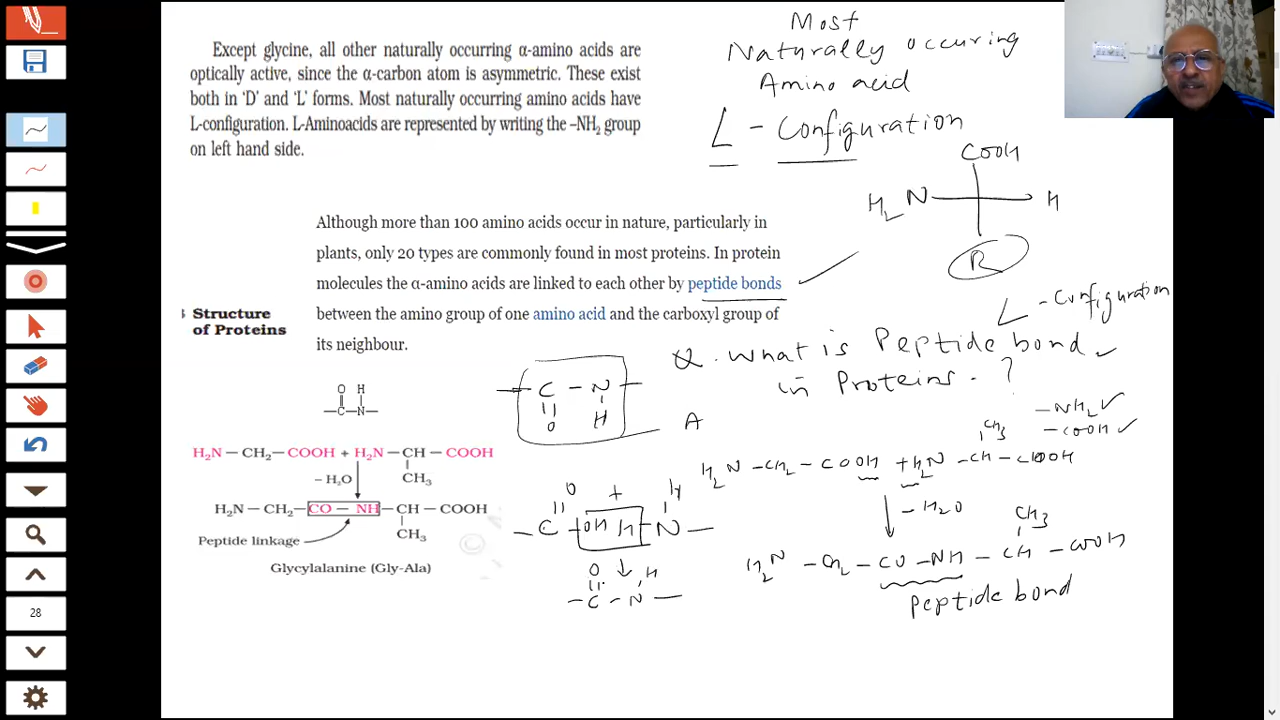 Except glycine, all other naturally occurring α-amino acids are
optically active, since the α-carbon atom is asymmetric. These exist
both in ‘D’ and ‘L’ forms. Most naturally occurring amino acids have
L-configuration. L-Aminoacids are represented by writing the –NH₂ group
on left hand side.
Most
Naturally occuring
Amino acid
L - Configuration
COOH
H₂N H
R
L - Configuration
Although more than 100 amino acids occur in nature, particularly in
plants, only 20 types are commonly found in most proteins. In protein
molecules the α-amino acids are linked to each other by peptide bonds
between the amino group of one amino acid and the carboxyl group of
its neighbour.
Structure
of Proteins
Q. What is Peptide bond
in Proteins. ?
–NH₂ ✓
–COOH ✓
O H
–C–N–
– C – N –
O H
A
H₂N – CH₂– COOH + H₂N – CH – COOH
CH₃
– H₂O
H₂N – CH₂– CO – NH – CH – COOH
CH₃
Peptide linkage
Glycylalanine (Gly-Ala)
O + H
– C – OH H – N –
O H
– C – N –
CH₃
H₂N – CH₂ – COOH + H₂N – CH – COOH
– H₂O
CH₃
H₂N – CH₂ – CO – NH – CH – COOH
Peptide bond
28